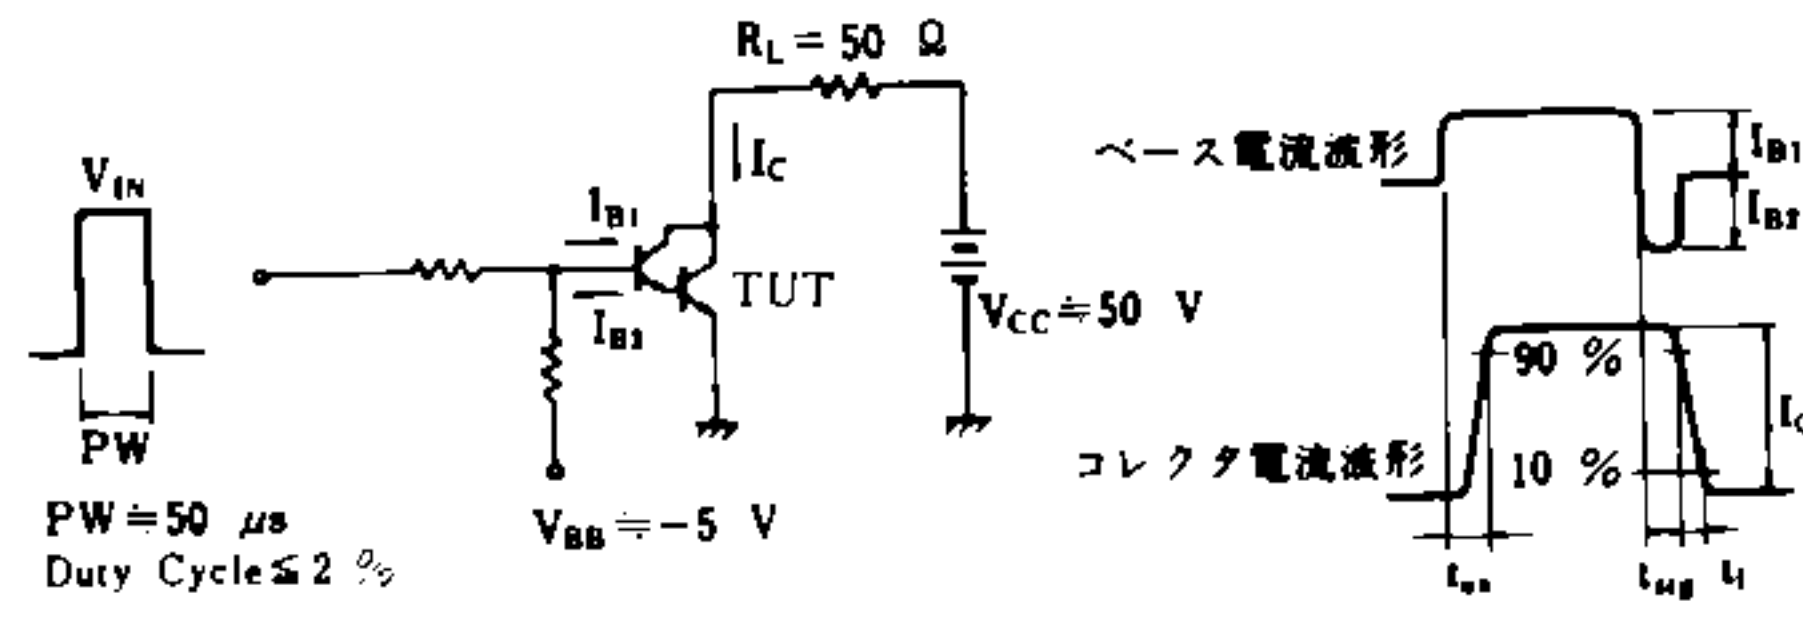 R_L = 50 Ω
V_IN
I_C
I_B1
TUT
I_B2
V_CC ≒ 50 V
PW
PW ≒ 50 μs
Duty Cycle ≦ 2 %
V_BB ≒ −5 V
ベース電流波形
I_B1
I_B2
90 %
コレクタ電流波形
10 %
I_C
t_on
t_stg
t_f